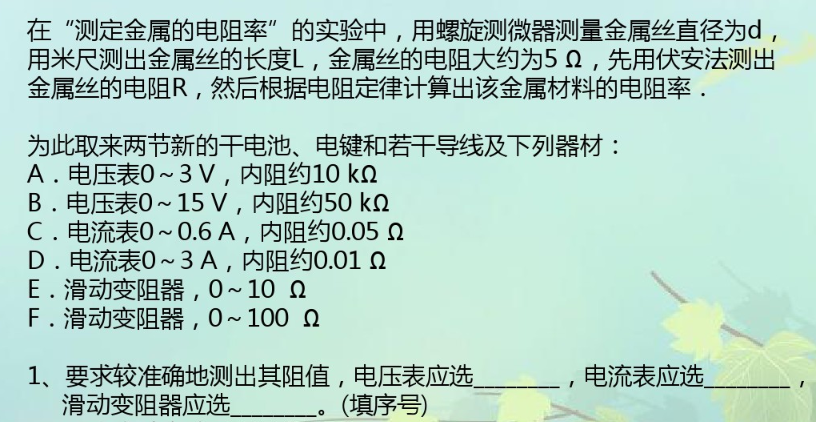 在“测定金属的电阻率”的实验中，用螺旋测微器测量金属丝直径为d，
用米尺测出金属丝的长度L，金属丝的电阻大约为5 Ω，先用伏安法测出
金属丝的电阻R，然后根据电阻定律计算出该金属材料的电阻率．
为此取来两节新的干电池、电键和若干导线及下列器材：
A．电压表0～3 V，内阻约10 kΩ
B．电压表0～15 V，内阻约50 kΩ
C．电流表0～0.6 A，内阻约0.05 Ω
D．电流表0～3 A，内阻约0.01 Ω
E．滑动变阻器，0～10 Ω
F．滑动变阻器，0～100 Ω
1、要求较准确地测出其阻值，电压表应选________，电流表应选________，
滑动变阻器应选________。(填序号)